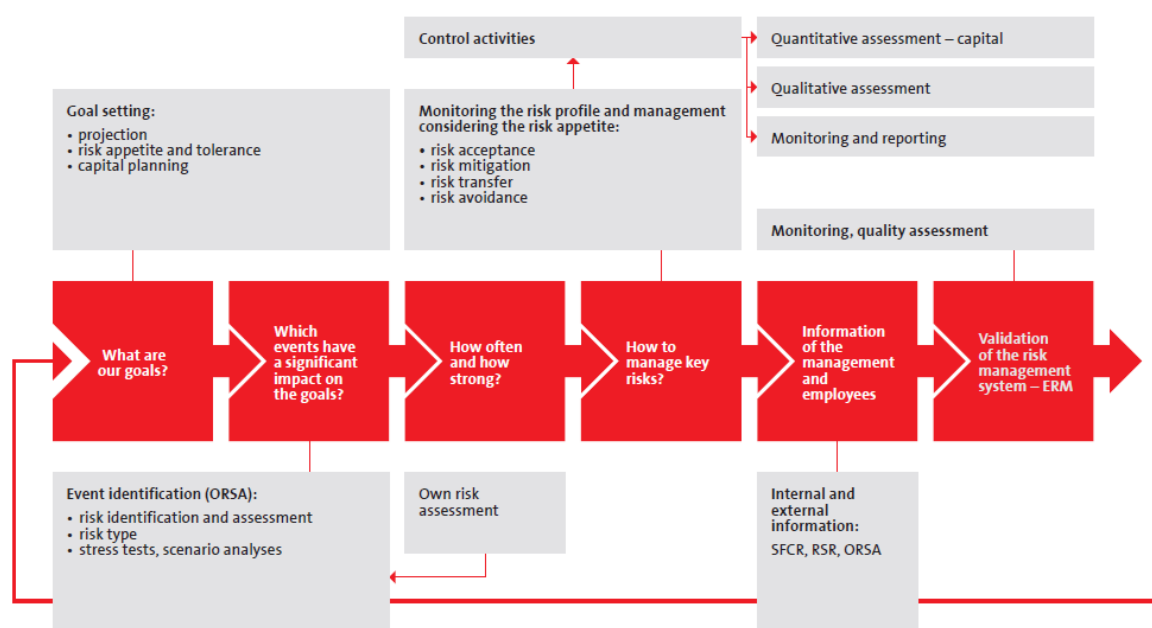 Control activities
Quantitative assessment – capital
Qualitative assessment
Monitoring and reporting
Goal setting:
• projection
• risk appetite and tolerance
• capital planning
Monitoring the risk profile and management
considering the risk appetite:
• risk acceptance
• risk mitigation
• risk transfer
• risk avoidance
Monitoring, quality assessment
What are
our goals?
Which
events have
a significant
impact on
the goals?
How often
and how
strong?
How to
manage key
risks?
Information
of the
management
and
employees
Validation
of the risk
management
system – ERM
Event identification (ORSA):
• risk identification and assessment
• risk type
• stress tests, scenario analyses
Own risk
assessment
Internal and
external
information:
SFCR, RSR, ORSA